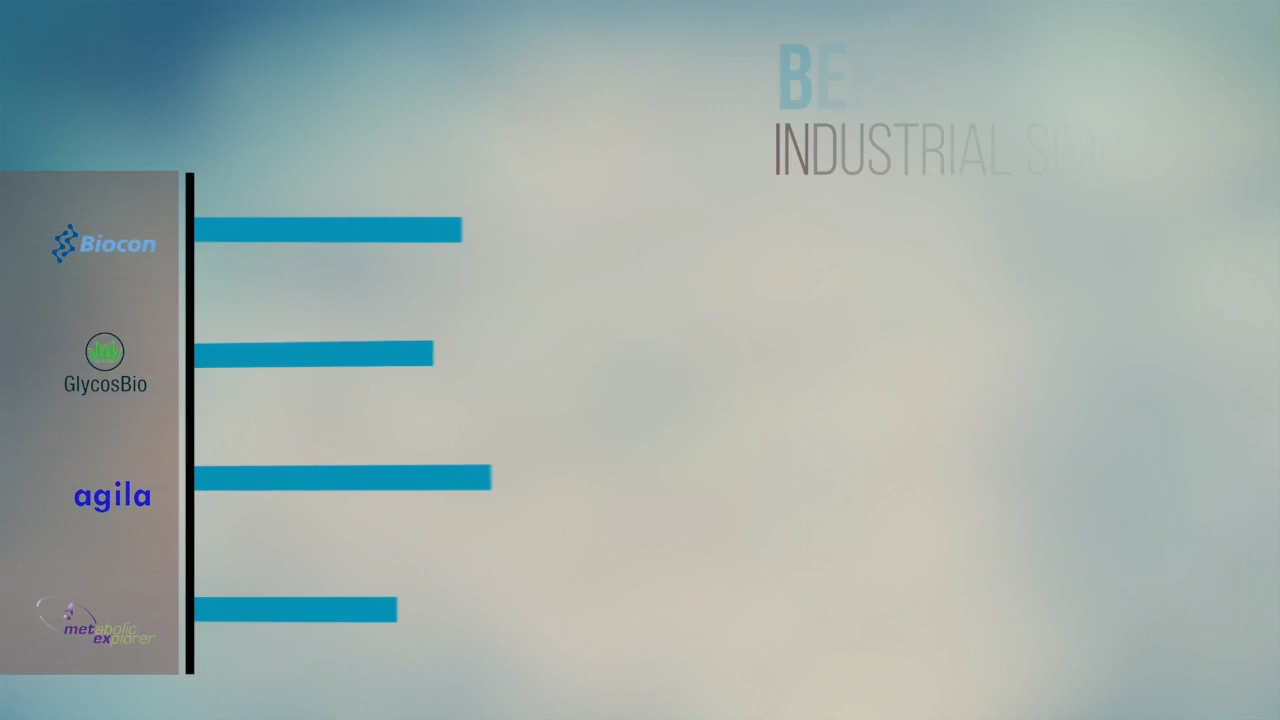 INDUSTRIAL
Biocon
GlycosBio
agila
metabolic
explorer